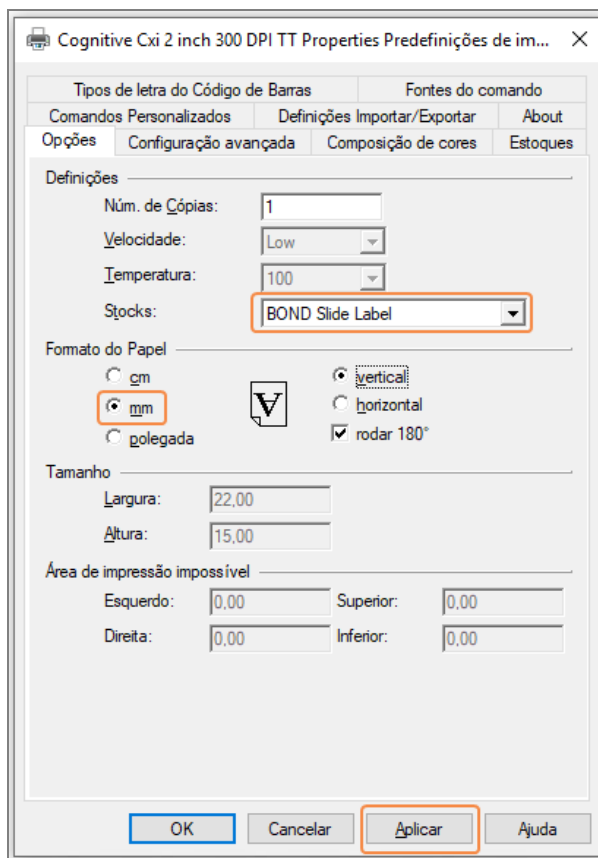 Cognitive Cxi 2 inch 300 DPI TT Properties Predefinições de im...
Tipos de letra do Código de Barras Fontes do comando
Comandos Personalizados Definições Importar/Exportar About
Opções Configuração avançada Composição de cores Estoques
Definições
Núm. de Cópias: 1
Velocidade: Low
Temperatura: 100
Stocks: BOND Slide Label
Formato do Papel
cm vertical
mm A horizontal
polegada rodar 180°
Tamanho
Largura: 22,00
Altura: 15,00
Área de impressão impossível
Esquerdo: 0,00 Superior: 0,00
Direita: 0,00 Inferior: 0,00
OK Cancelar Aplicar Ajuda